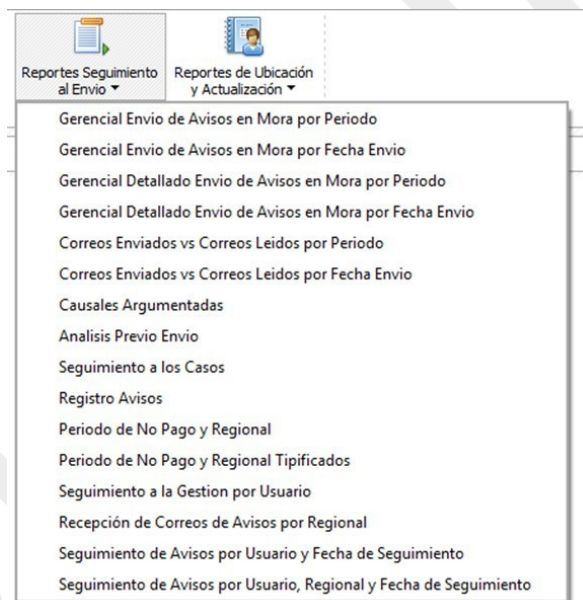 Reportes Seguimiento
al Envio
Reportes de Ubicación
y Actualización
Gerencial Envio de Avisos en Mora por Periodo
Gerencial Envio de Avisos en Mora por Fecha Envio
Gerencial Detallado Envio de Avisos en Mora por Periodo
Gerencial Detallado Envio de Avisos en Mora por Fecha Envio
Correos Enviados vs Correos Leidos por Periodo
Correos Enviados vs Correos Leidos por Fecha Envio
Causales Argumentadas
Analisis Previo Envio
Seguimiento a los Casos
Registro Avisos
Periodo de No Pago y Regional
Periodo de No Pago y Regional Tipificados
Seguimiento a la Gestion por Usuario
Recepción de Correos de Avisos por Regional
Seguimiento de Avisos por Usuario y Fecha de Seguimiento
Seguimiento de Avisos por Usuario, Regional y Fecha de Seguimiento